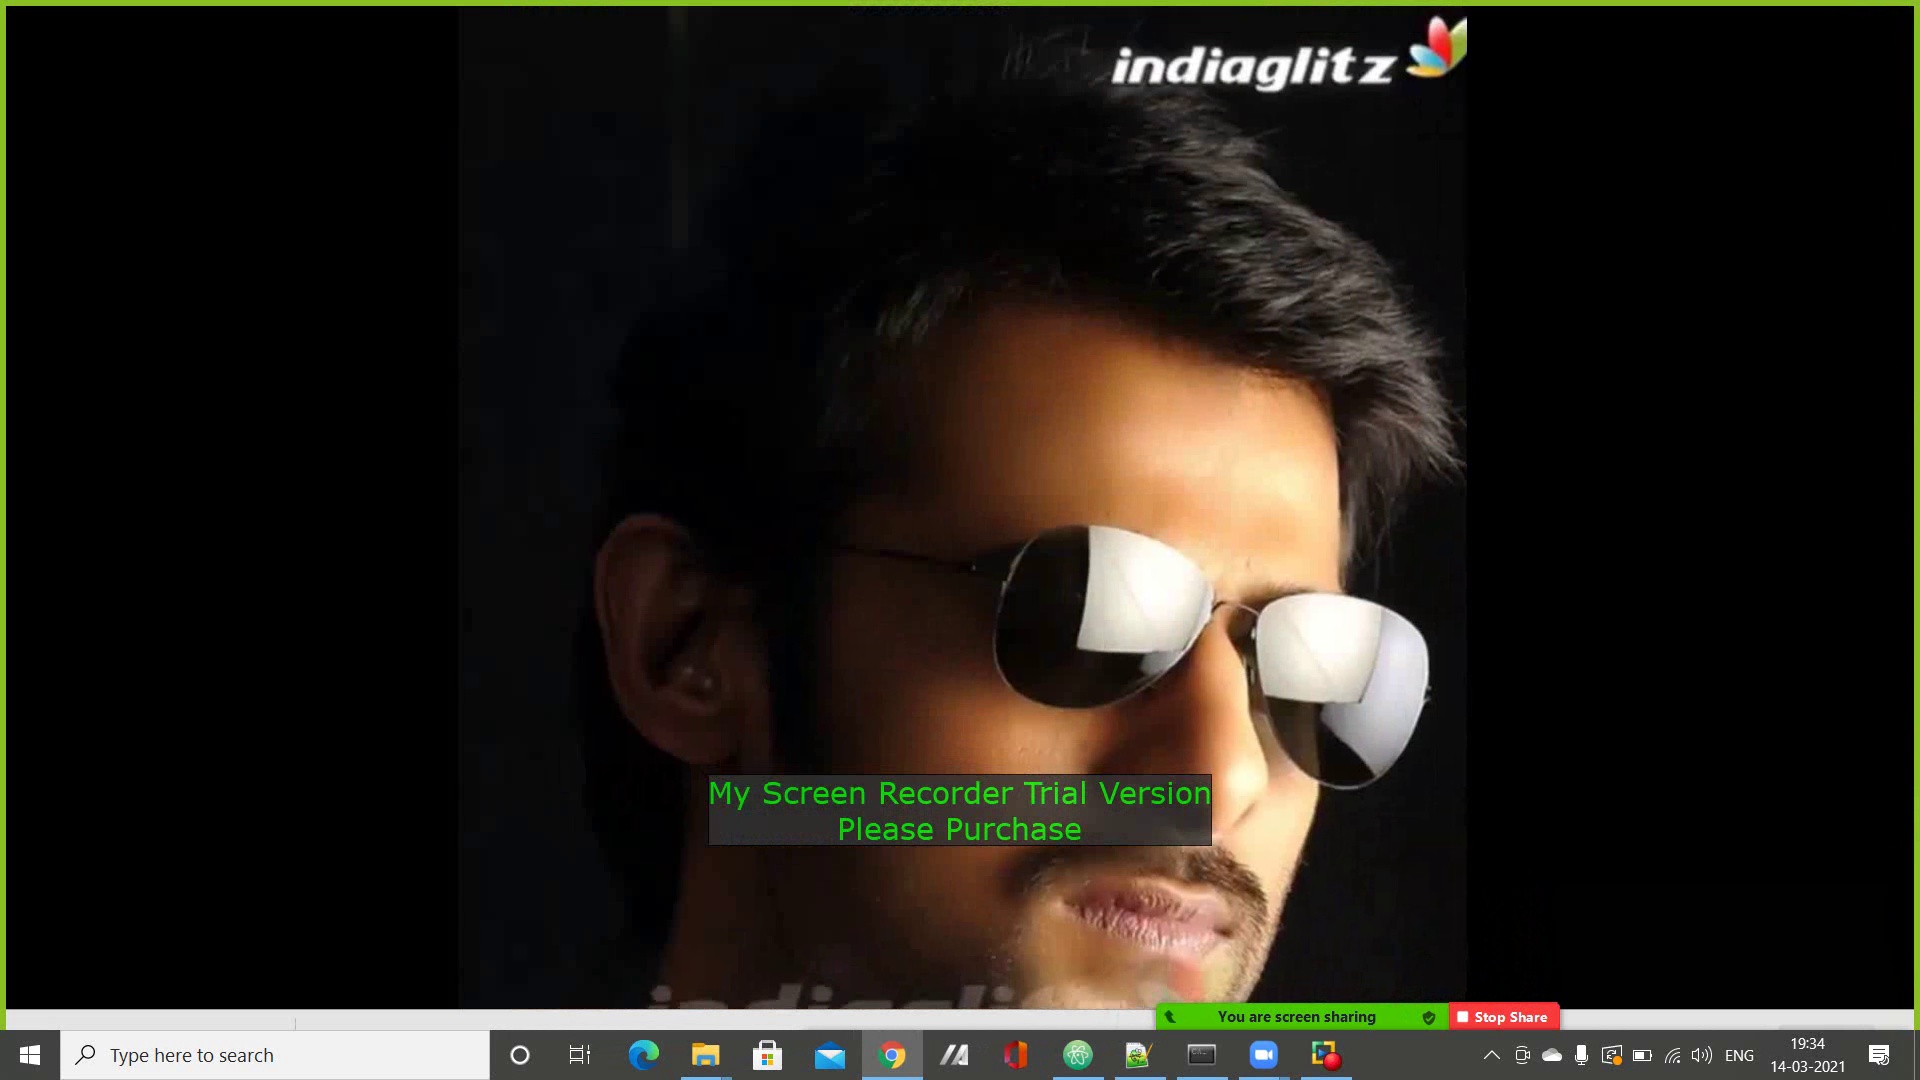 indiaglitz
My Screen Recorder Trial Version
Please Purchase
indiaglitz
You are screen sharing
Stop Share
Type here to search
ENG
19:34
14-03-2021